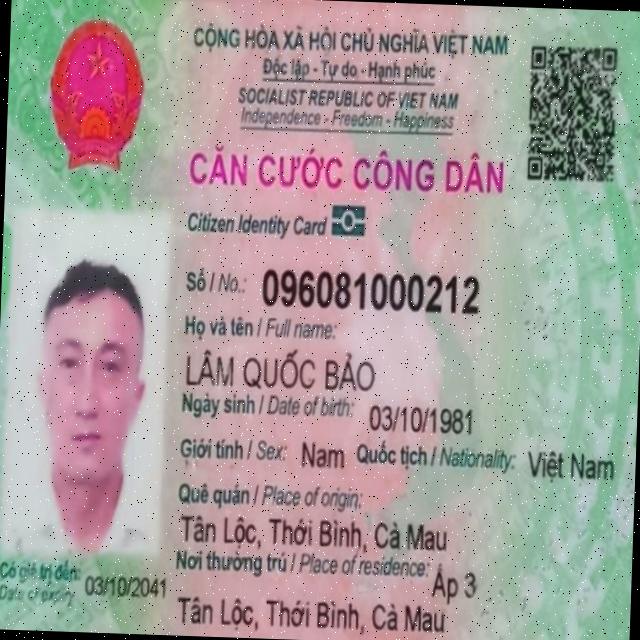 CỘNG HÒA XÃ HỘI CHỦ NGHĨA VIỆT NAM
Độc lập - Tự do - Hạnh phúc
SOCIALIST REPUBLIC OF VIET NAM
Independence - Freedom - Happiness
CĂN CƯỚC CÔNG DÂN
Citizen Identity Card
Số / No.: 096081000212
Họ và tên / Full name:
LÂM QUỐC BẢO
Ngày sinh / Date of birth: 03/10/1981
Giới tính / Sex: Nam Quốc tịch / Nationality: Việt Nam
Quê quán / Place of origin:
Tân Lộc, Thới Bình, Cà Mau
Nơi thường trú / Place of residence: Ấp 3
Tân Lộc, Thới Bình, Cà Mau
Có giá trị đến: 03/10/2041
Date of expiry